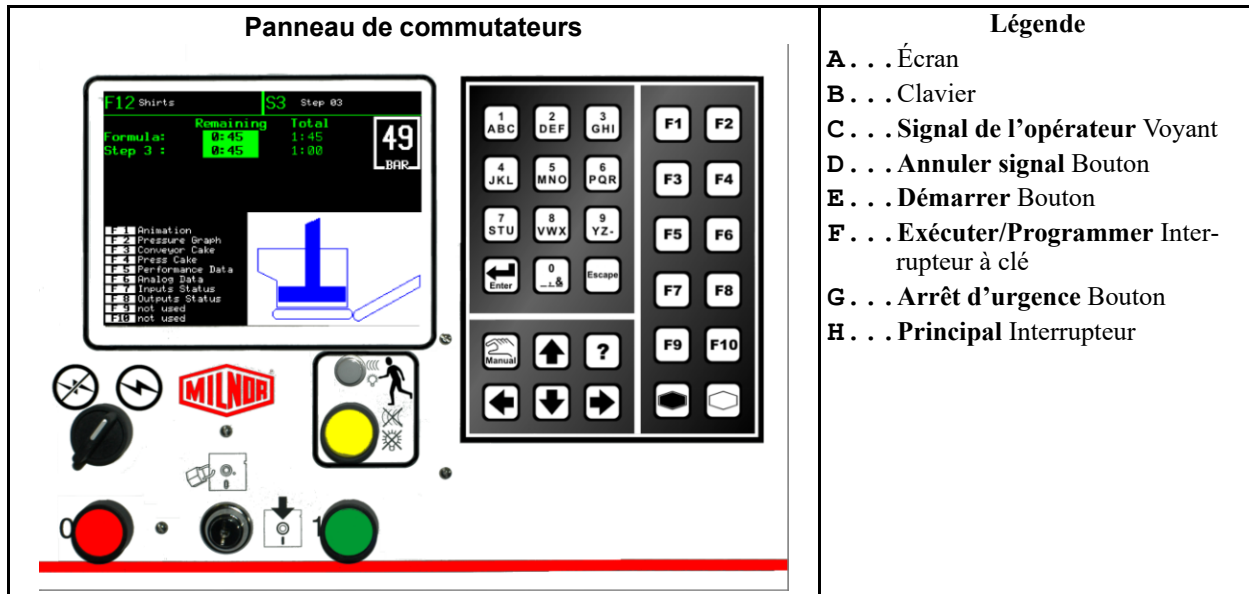 Panneau de commutateurs
F12 Shirts S3 Step 03
Remaining Total
Formula: 0:45 1:45
Step 3 : 0:45 1:00
49
BAR
F 1 Animation
F 2 Pressure Graph
F 3 Conveyor Cake
F 4 Press Cake
F 5 Performance Data
F 6 Analog Data
F 7 Inputs Status
F 8 Outputs Status
F 9 not used
F10 not used
MILNOR
0
1
1 ABC
2 DEF
3 GHI
4 JKL
5 MNO
6 PQR
7 STU
8 VWX
9 YZ-
Enter
0 _.,&
Escape
Manual
?
F1 F2
F3 F4
F5 F6
F7 F8
F9 F10
Légende
A...Écran
B...Clavier
C...Signal de l’opérateur Voyant
D...Annuler signal Bouton
E...Démarrer Bouton
F...Exécuter/Programmer Inter-
rupteur à clé
G...Arrêt d’urgence Bouton
H...Principal Interrupteur